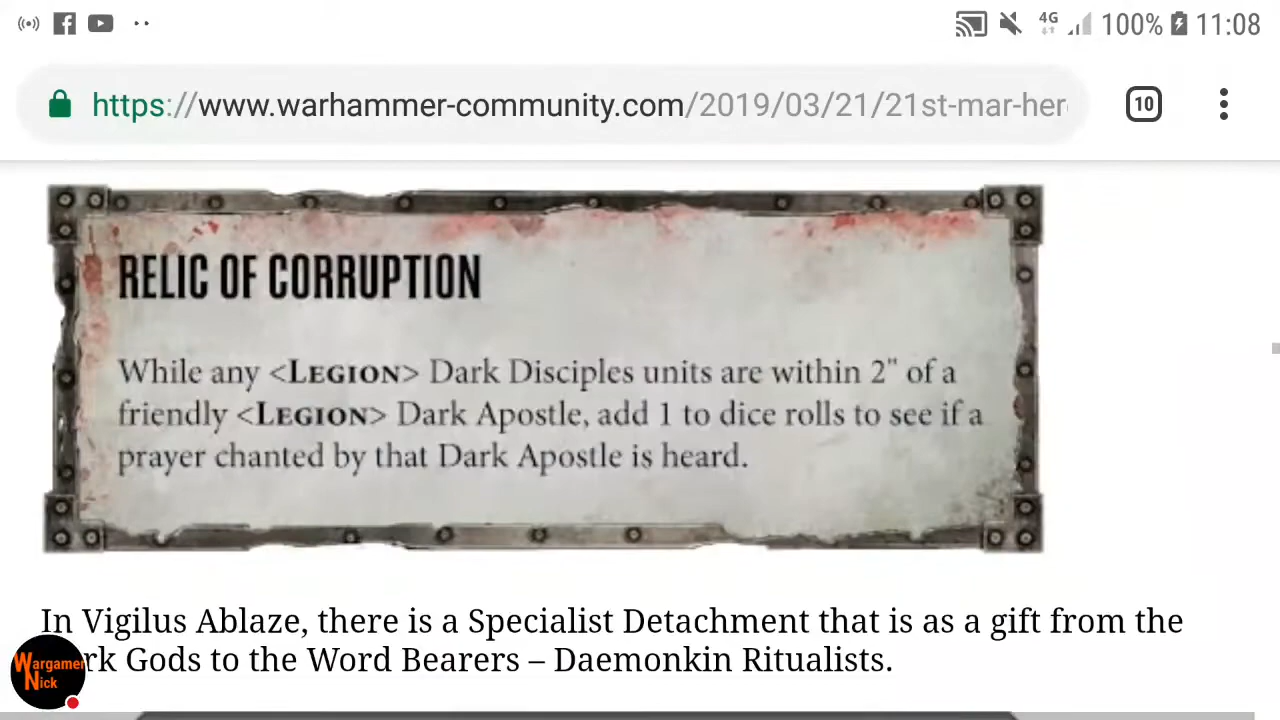 4G 100% 11:08
https://www.warhammer-community.com/2019/03/21/21st-mar-her
10
RELIC OF CORRUPTION
While any <LEGION> Dark Disciples units are within 2" of a
friendly <LEGION> Dark Apostle, add 1 to dice rolls to see if a
prayer chanted by that Dark Apostle is heard.
In Vigilus Ablaze, there is a Specialist Detachment that is as a gift from the
rk Gods to the Word Bearers – Daemonkin Ritualists.
Wargamer
Nick